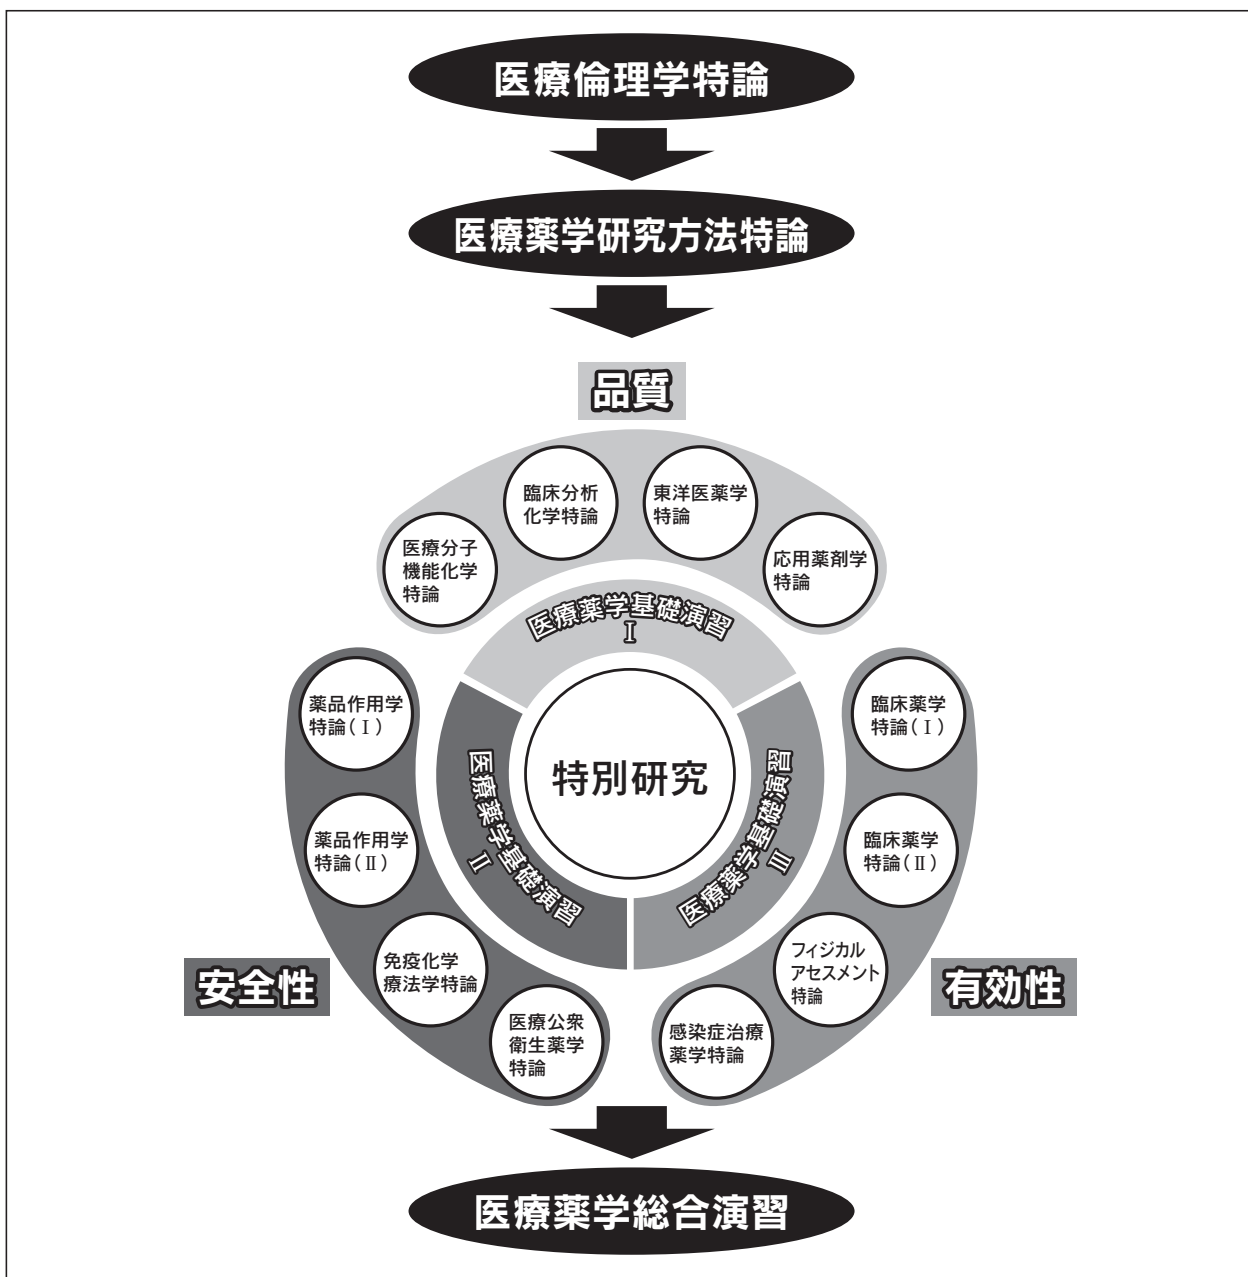 医療倫理学特論
医療薬学研究方法特論
品質
医療分子
機能化学
特論
臨床分析
化学特論
東洋医薬学
特論
応用薬剤学
特論
医療薬学基礎演習
Ⅰ
薬品作用学
特論(Ⅰ)
薬品作用学
特論(Ⅱ)
免疫化学
療法学特論
医療公衆
衛生薬学
特論
医療薬学基礎演習
Ⅱ
特別研究
医療薬学基礎演習
Ⅲ
臨床薬学
特論(Ⅰ)
臨床薬学
特論(Ⅱ)
フィジカル
アセスメント
特論
感染症治療
薬学特論
安全性
有効性
医療薬学総合演習